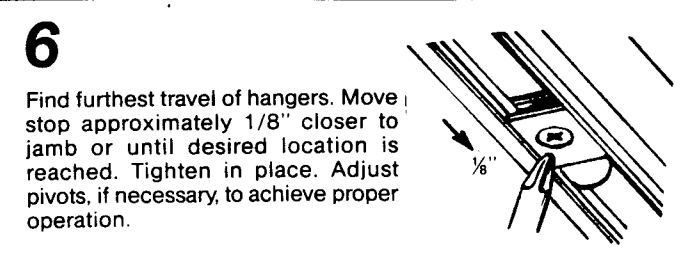 6
Find furthest travel of hangers. Move
stop approximately 1/8" closer to
jamb or until desired location is
reached. Tighten in place. Adjust
pivots, if necessary, to achieve proper
operation.
1/8"